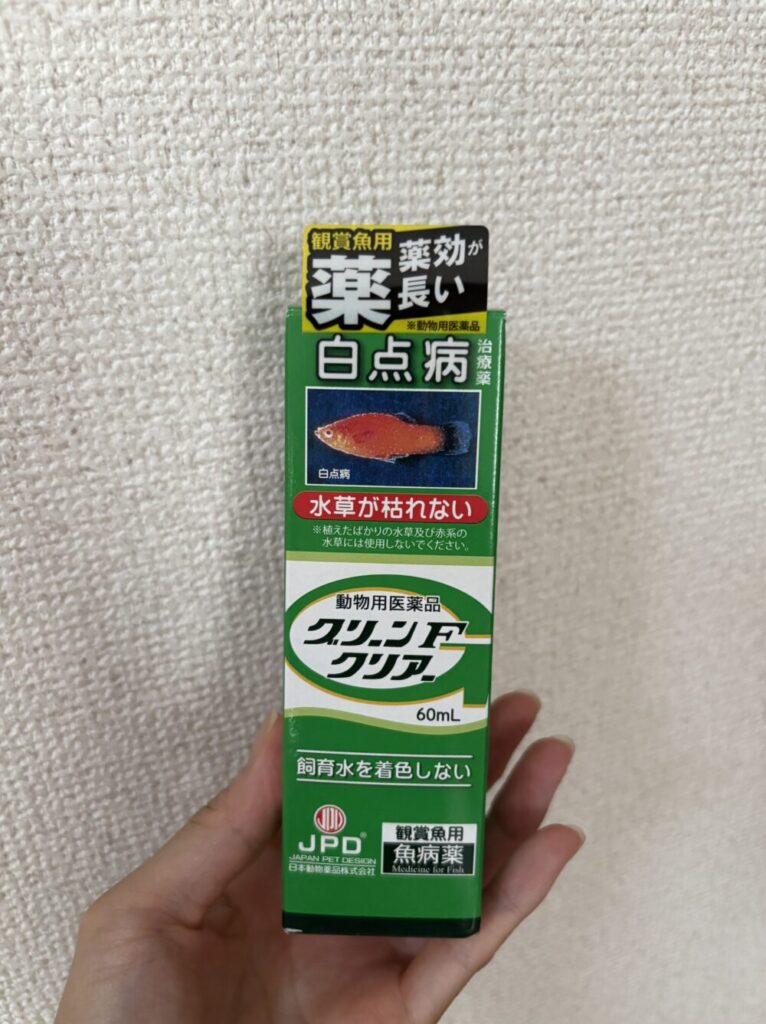 観賞魚用
薬
薬効が
長い
※動物用医薬品
白点病
治療薬
白点病
水草が枯れない
※植えたばかりの水草及び赤系の
水草には使用しないでください。
動物用医薬品
グリーンF
クリアー
60mL
飼育水を着色しない
JPD
JPD®
JAPAN PET DESIGN
日本動物薬品株式会社
観賞魚用
魚病薬
Medicine for Fish